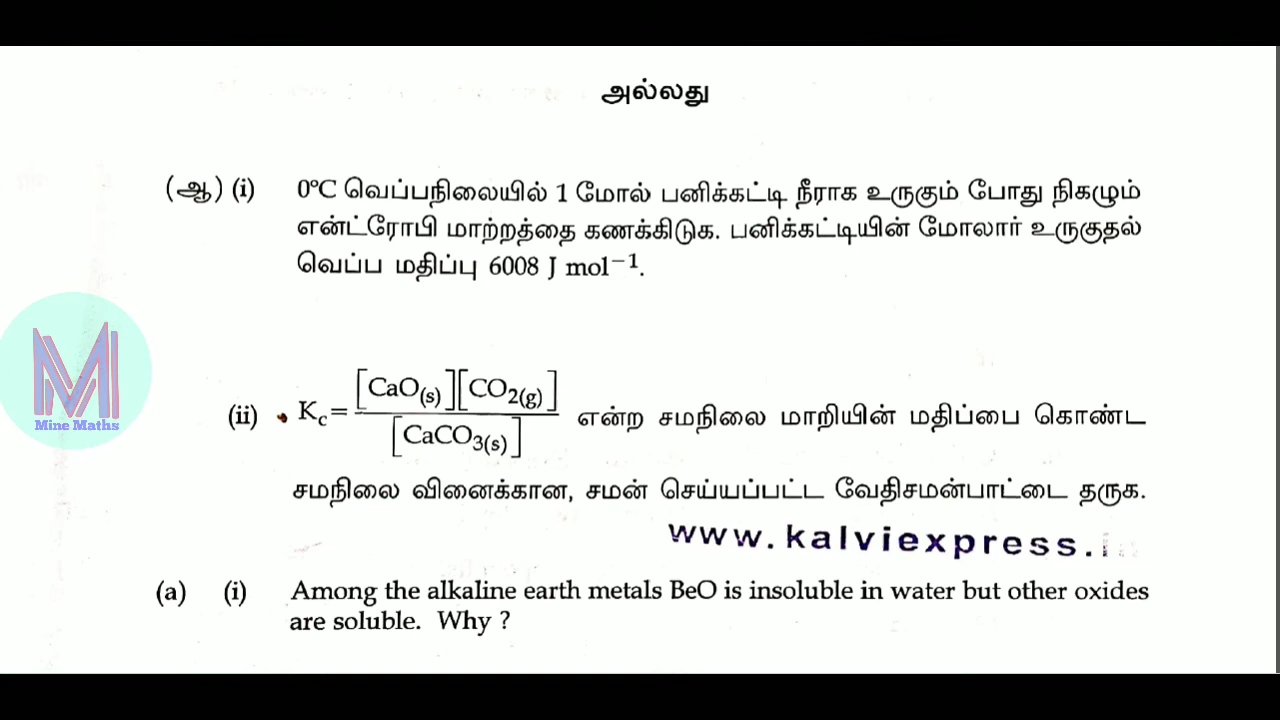 அல்லது
(ஆ) (i) 0°C வெப்பநிலையில் 1 மோல் பனிக்கட்டி நீராக உருகும் போது நிகழும்
என்ட்ரோபி மாற்றத்தை கணக்கிடுக. பனிக்கட்டியின் மோலார் உருகுதல்
வெப்ப மதிப்பு 6008 J mol⁻¹.
Mine Maths
(ii) K_c = [CaO(s)][CO₂(g)] / [CaCO₃(s)] என்ற சமநிலை மாறியின் மதிப்பை கொண்ட
சமநிலை வினைக்கான, சமன் செய்யப்பட்ட வேதிசமன்பாட்டை தருக.
www.kalviexpress.i
(a) (i) Among the alkaline earth metals BeO is insoluble in water but other oxides
are soluble. Why ?